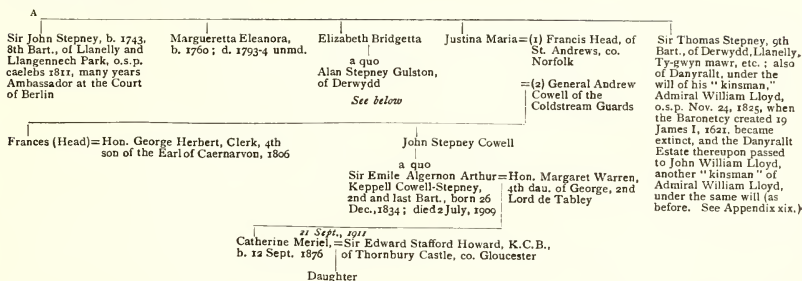 A
Sir John Stepney, b. 1743,
8th Bart., of Llanelly and
Llangennech Park, o.s.p.
caelebs 1811, many years
Ambassador at the Court
of Berlin
Margueretta Eleanora,
b. 1760; d. 1793-4 unmd.
Elizabeth Bridgetta
a quo
Alan Stepney Gulston,
of Derwydd
See below
Justina Maria=(1) Francis Head, of
St. Andrews, co.
Norfolk
=(2) General Andrew
Cowell of the
Coldstream Guards
Sir Thomas Stepney, 9th
Bart., of Derwydd, Llanelly,
Ty-gwyn mawr, etc.; also
of Danyrallt, under the
will of his "kinsman,"
Admiral William Lloyd,
o.s.p. Nov. 24, 1825, when
the Baronetcy created 19
James I, 1621, became
extinct, and the Danyrallt
Estate thereupon passed
to John William Lloyd,
another "kinsman" of
Admiral William Lloyd,
under the same will (as
before. See Appendix xix.)
Frances (Head)=Hon. George Herbert, Clerk, 4th
son of the Earl of Caernarvon, 1806
John Stepney Cowell
a quo
Sir Emile Algernon Arthur=Hon. Margaret Warren,
Keppell Cowell-Stepney, 4th dau. of George, 2nd
2nd and last Bart., born 26 Lord de Tabley
Dec., 1834; died 2 July, 1909
21 Sept., 1911
Catherine Meriel,=Sir Edward Stafford Howard, K.C.B.,
b. 12 Sept. 1876 of Thornbury Castle, co. Gloucester
Daughter